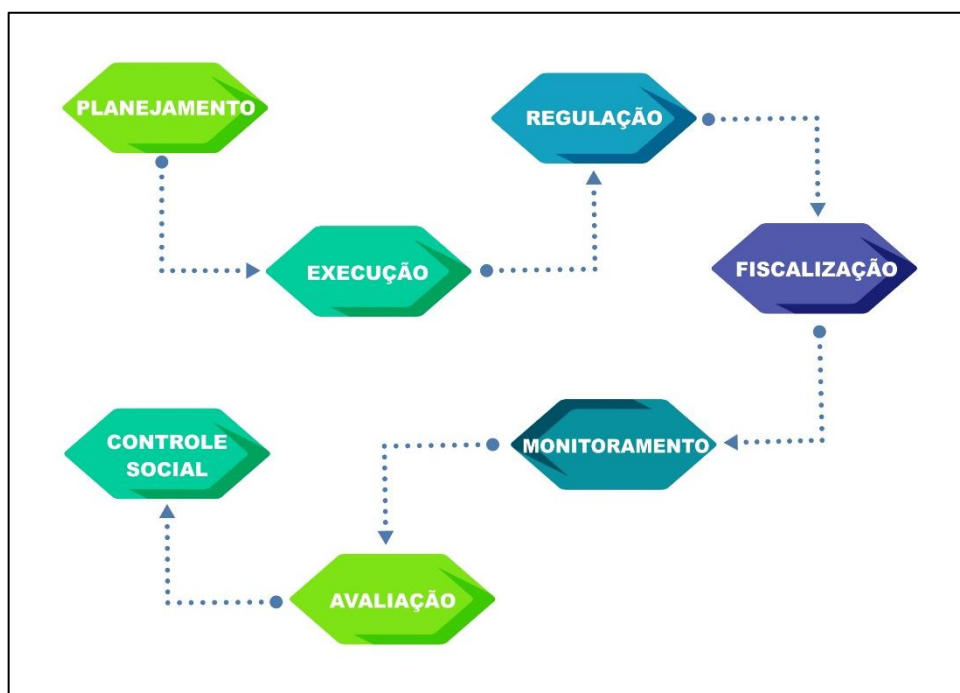 PLANEJAMENTO
EXECUÇÃO
REGULAÇÃO
FISCALIZAÇÃO
MONITORAMENTO
AVALIAÇÃO
CONTROLE
SOCIAL